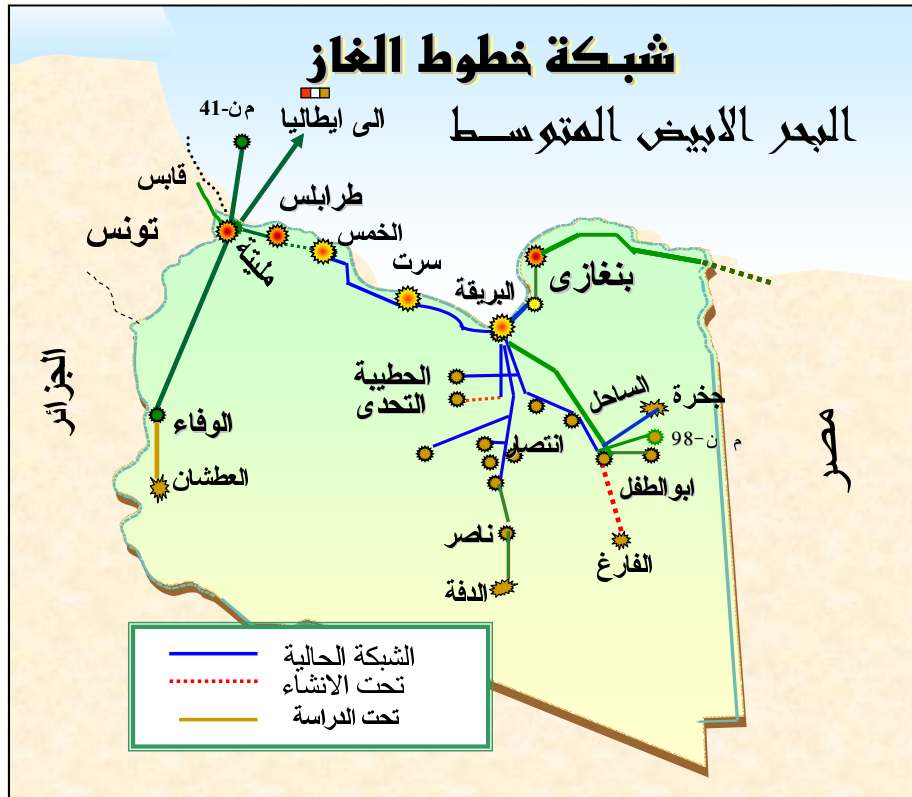 شبكة خطوط الغاز
البحر الابيض المتوسط
الى ايطاليا
م ن-41
قابس
تونس
طرابلس
الخمس
مليتة
سرت
البريقة
بنغازى
الجزائر
الحطيبة
التحدى
الساحل
جخرة
الوفاء
انتصار
م ن-98
مصر
العطشان
ابوالطفل
ناصر
الفارغ
الدفة
الشبكة الحالية
تحت الانشاء
تحت الدراسة